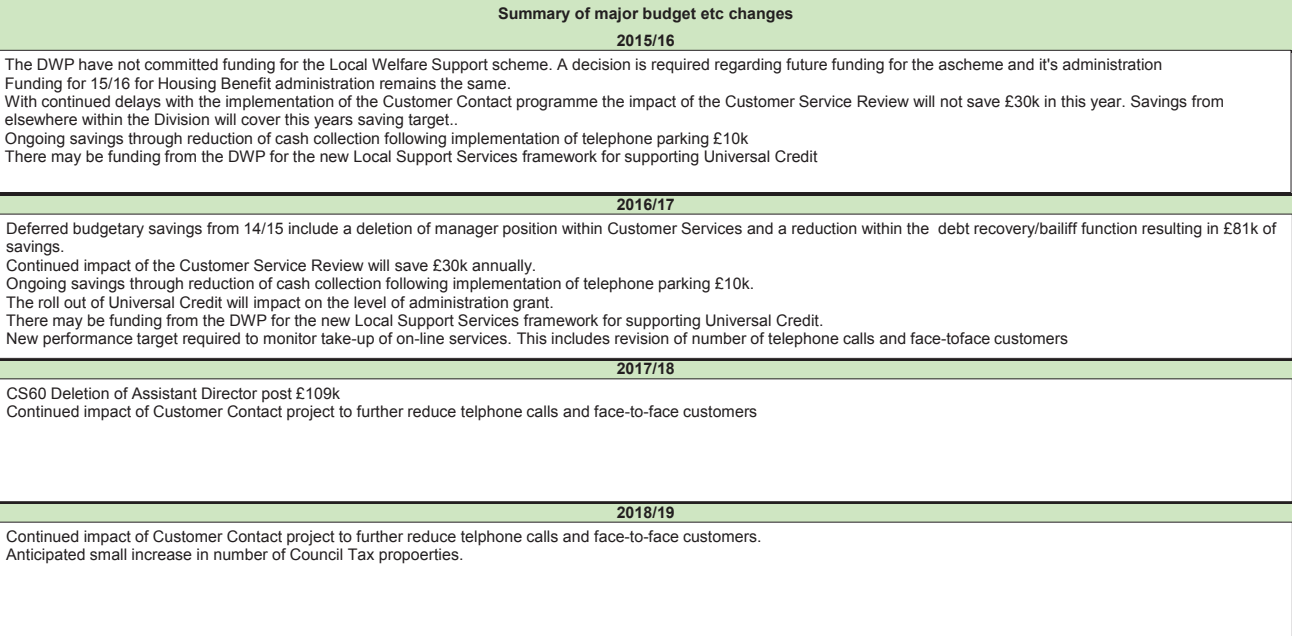 Summary of major budget etc changes
2015/16
The DWP have not committed funding for the Local Welfare Support scheme. A decision is required regarding future funding for the ascheme and it's administration
Funding for 15/16 for Housing Benefit administration remains the same.
With continued delays with the implementation of the Customer Contact programme the impact of the Customer Service Review will not save £30k in this year. Savings from
elsewhere within the Division will cover this years saving target..
Ongoing savings through reduction of cash collection following implementation of telephone parking £10k
There may be funding from the DWP for the new Local Support Services framework for supporting Universal Credit
2016/17
Deferred budgetary savings from 14/15 include a deletion of manager position within Customer Services and a reduction within the debt recovery/bailiff function resulting in £81k of
savings.
Continued impact of the Customer Service Review will save £30k annually.
Ongoing savings through reduction of cash collection following implementation of telephone parking £10k.
The roll out of Universal Credit will impact on the level of administration grant.
There may be funding from the DWP for the new Local Support Services framework for supporting Universal Credit.
New performance target required to monitor take-up of on-line services. This includes revision of number of telephone calls and face-toface customers
2017/18
CS60 Deletion of Assistant Director post £109k
Continued impact of Customer Contact project to further reduce telphone calls and face-to-face customers
2018/19
Continued impact of Customer Contact project to further reduce telphone calls and face-to-face customers.
Anticipated small increase in number of Council Tax propoerties.